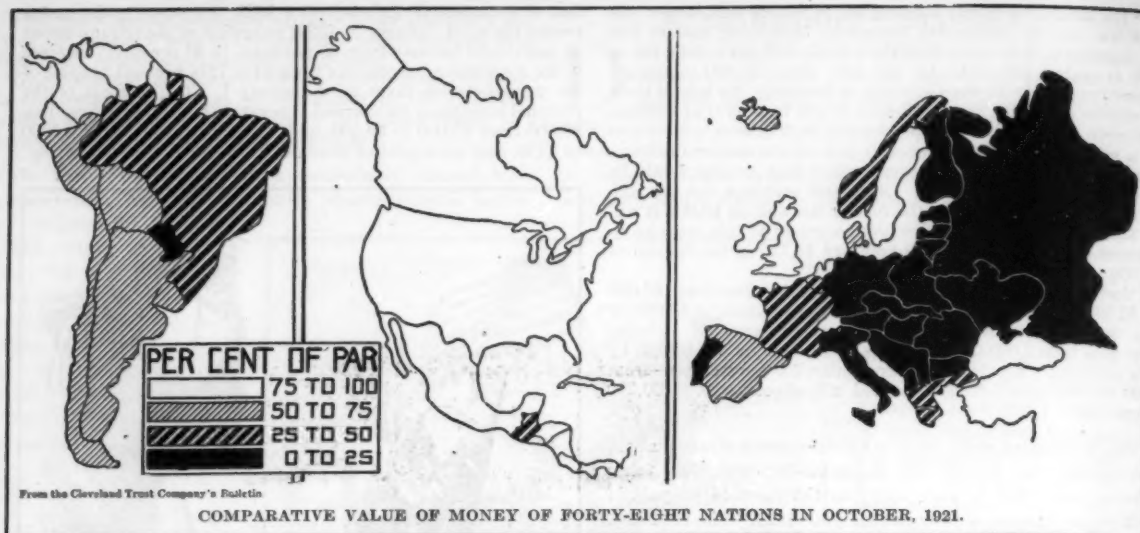 PER CENT OF PAR
75 TO 100
50 TO 75
25 TO 50
0 TO 25
From the Cleveland Trust Company's Bulletin
COMPARATIVE VALUE OF MONEY OF FORTY-EIGHT NATIONS IN OCTOBER, 1921.